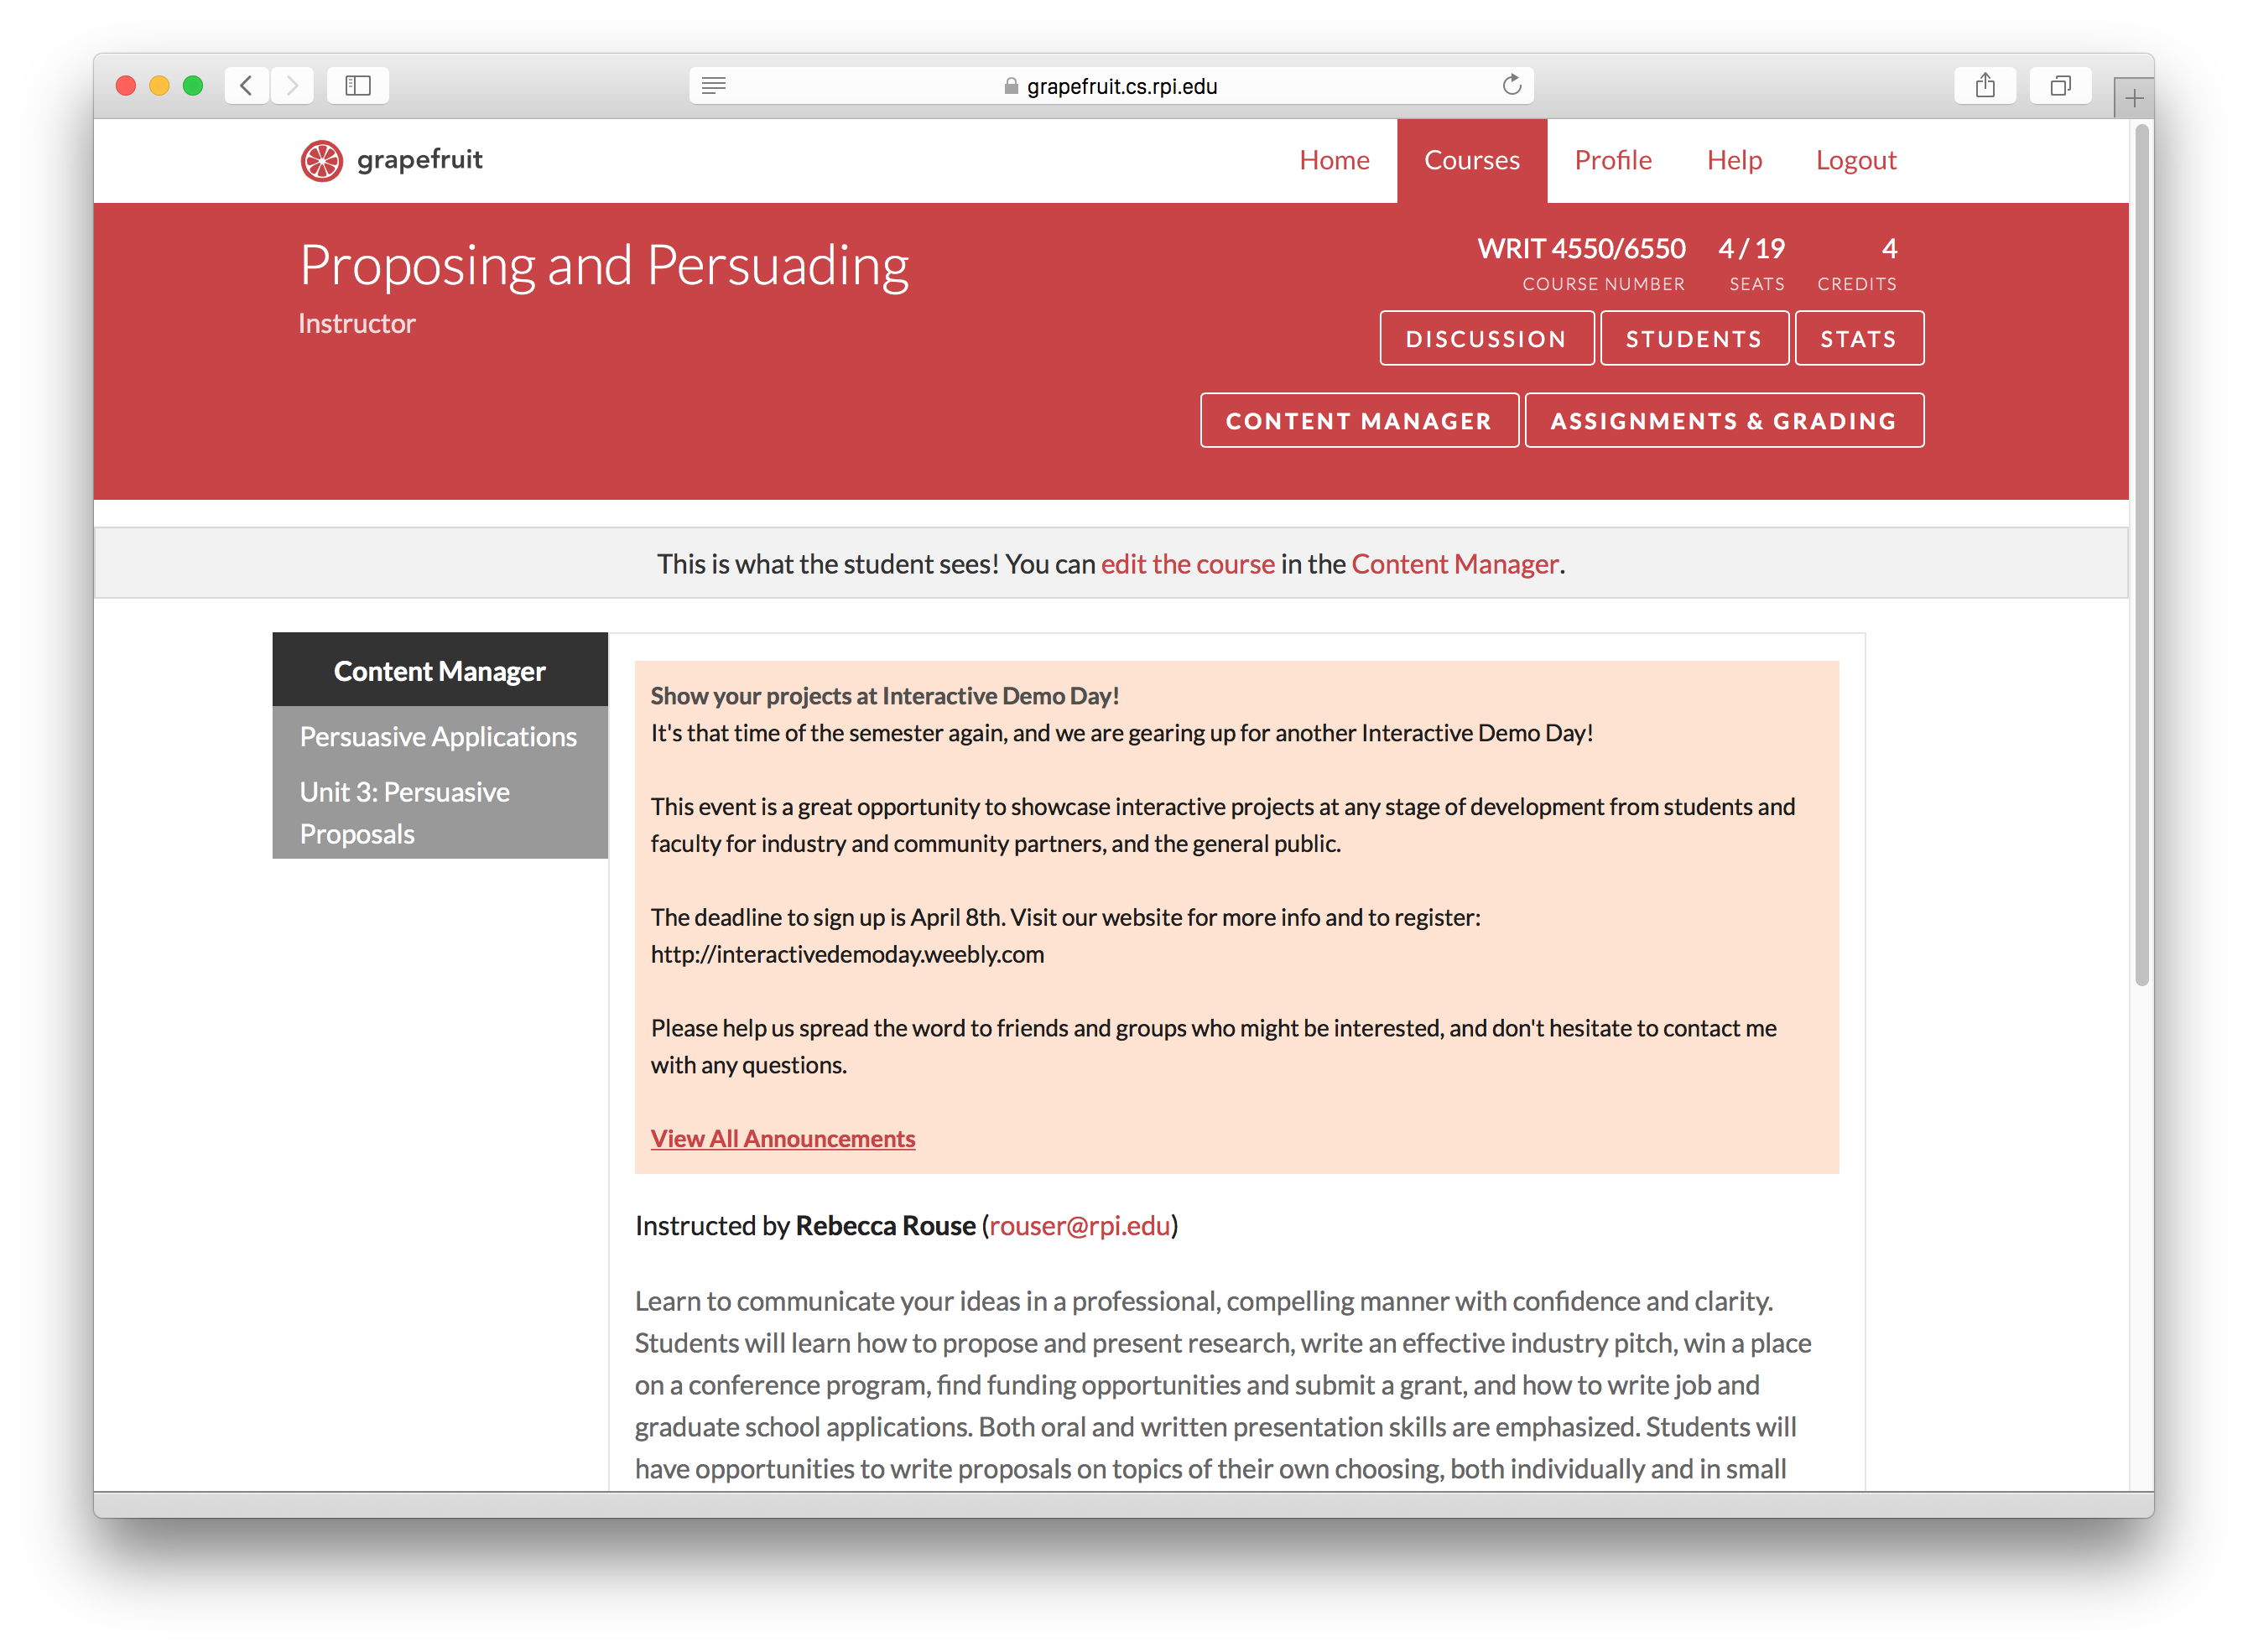 grapefruit.cs.rpi.edu
grapefruit
Home Courses Profile Help Logout
Proposing and Persuading
Instructor
WRIT 4550/6550 4 / 19 4
COURSE NUMBER SEATS CREDITS
DISCUSSION STUDENTS STATS
CONTENT MANAGER ASSIGNMENTS & GRADING
This is what the student sees! You can edit the course in the Content Manager.
Content Manager
Persuasive Applications
Unit 3: Persuasive
Proposals
Show your projects at Interactive Demo Day!
It's that time of the semester again, and we are gearing up for another Interactive Demo Day!
This event is a great opportunity to showcase interactive projects at any stage of development from students and
faculty for industry and community partners, and the general public.
The deadline to sign up is April 8th. Visit our website for more info and to register:
http://interactivedemoday.weebly.com
Please help us spread the word to friends and groups who might be interested, and don't hesitate to contact me
with any questions.
View All Announcements
Instructed by Rebecca Rouse (rouser@rpi.edu)
Learn to communicate your ideas in a professional, compelling manner with confidence and clarity.
Students will learn how to propose and present research, write an effective industry pitch, win a place
on a conference program, find funding opportunities and submit a grant, and how to write job and
graduate school applications. Both oral and written presentation skills are emphasized. Students will
have opportunities to write proposals on topics of their own choosing, both individually and in small